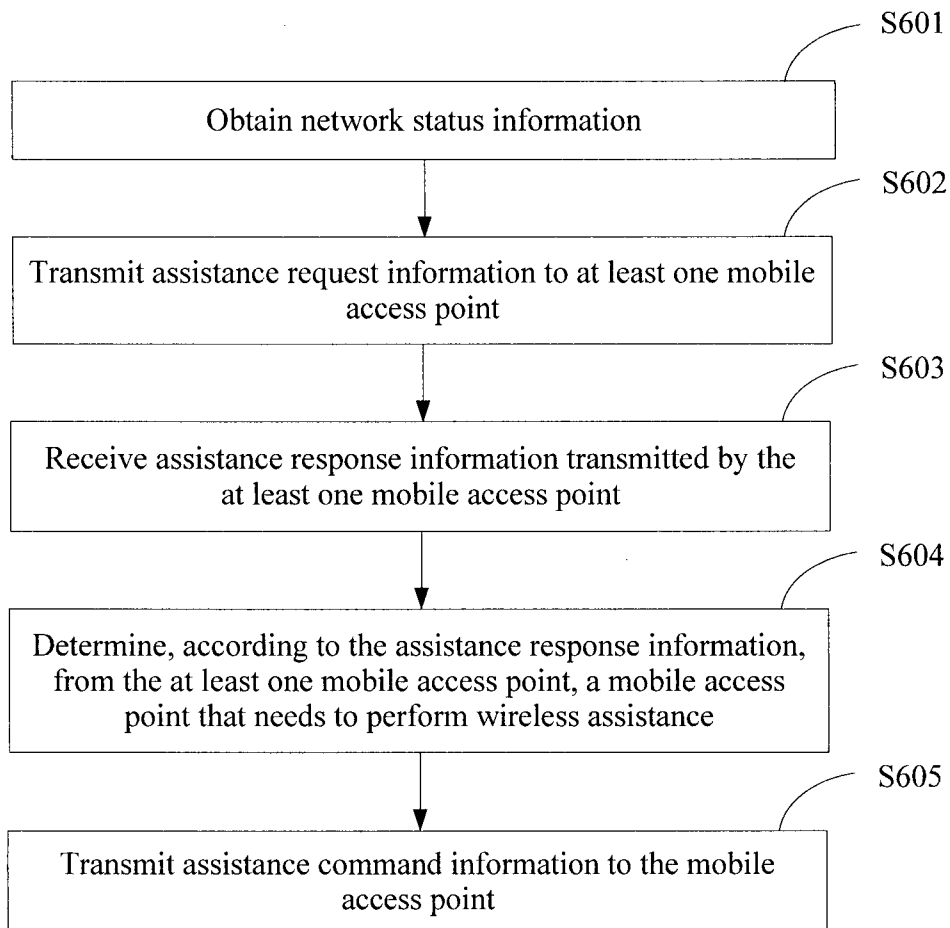 S601
Obtain network status information
S602
Transmit assistance request information to at least one mobile
access point
S603
Receive assistance response information transmitted by the
at least one mobile access point
S604
Determine, according to the assistance response information,
from the at least one mobile access point, a mobile access
point that needs to perform wireless assistance
S605
Transmit assistance command information to the mobile
access point